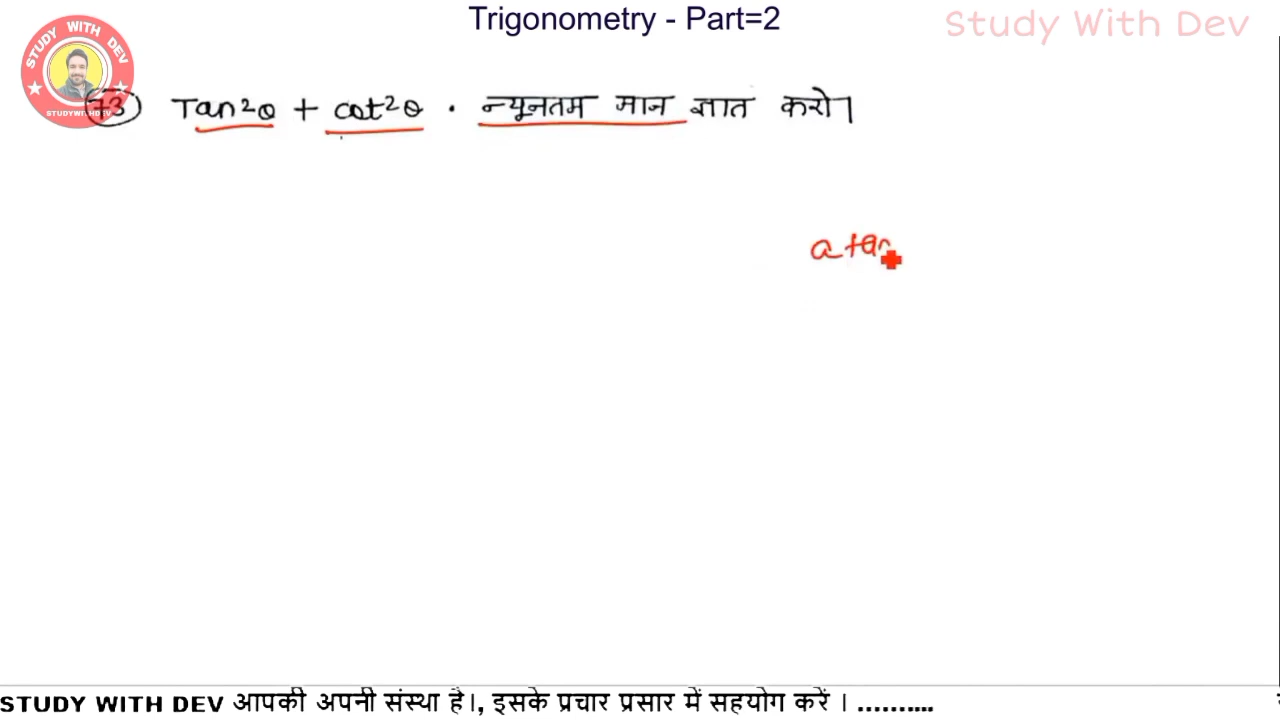 Trigonometry - Part=2
Study With Dev
STUDY WITH DEV
STUDYWITHDEV
73) Tan²θ + cot²θ . न्यूनतम मान ज्ञात करो।
a tan
STUDY WITH DEV आपकी अपनी संस्था है।, इसके प्रचार प्रसार में सहयोग करें । ..........